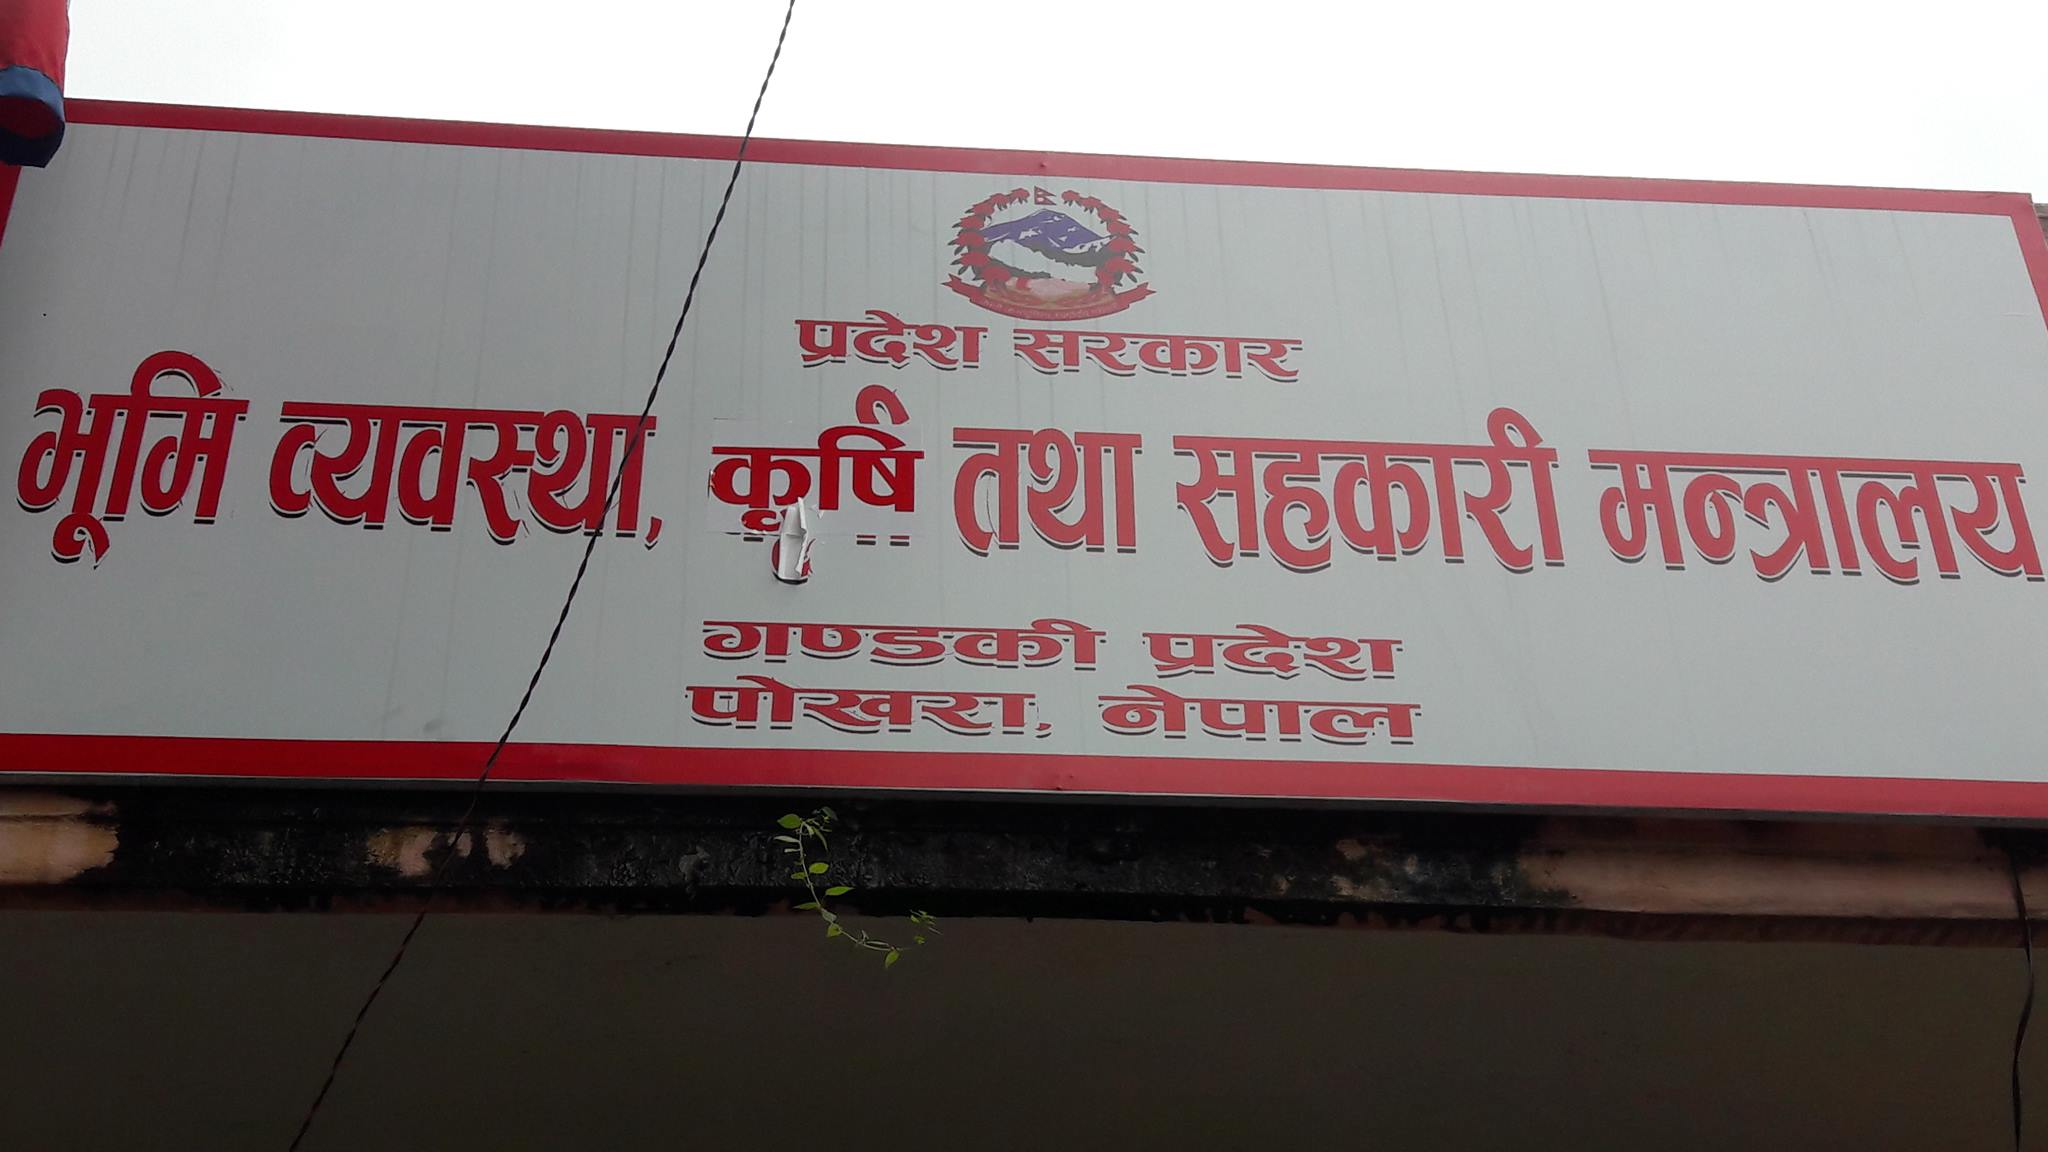 प्रदेश सरकार
भूमि व्यवस्था, कृर्षि तथा सहकारी मन्त्रालय
गण्डकी प्रदेश
पोखरा, नेपाल